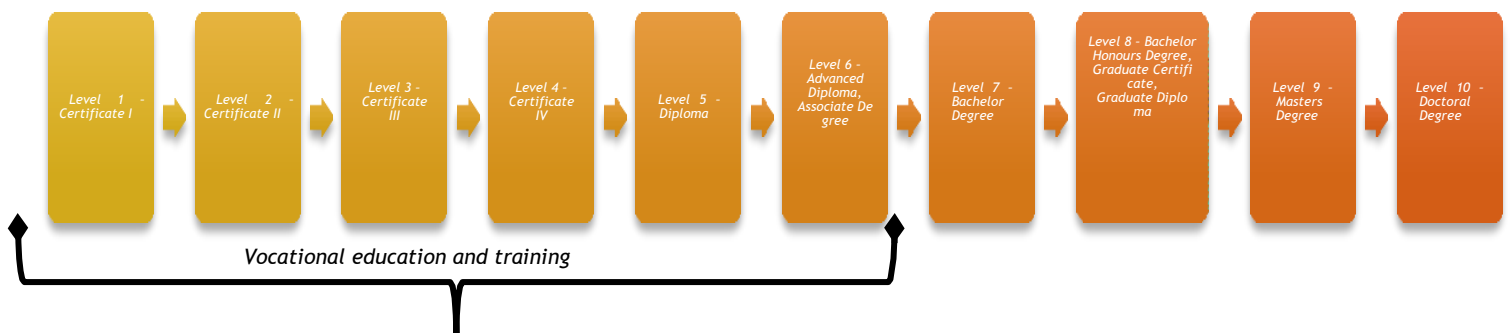 Level 1 –
Certificate I
Level 2 –
Certificate II
Level 3 –
Certificate
III
Level 4 –
Certificate
IV
Level 5 –
Diploma
Level 6 –
Advanced
Diploma,
Associate De
gree
Level 7 –
Bachelor
Degree
Level 8 – Bachelor
Honours Degree,
Graduate Certifi
cate,
Graduate Diplo
ma
Level 9 –
Masters
Degree
Level 10 –
Doctoral
Degree
Vocational education and training